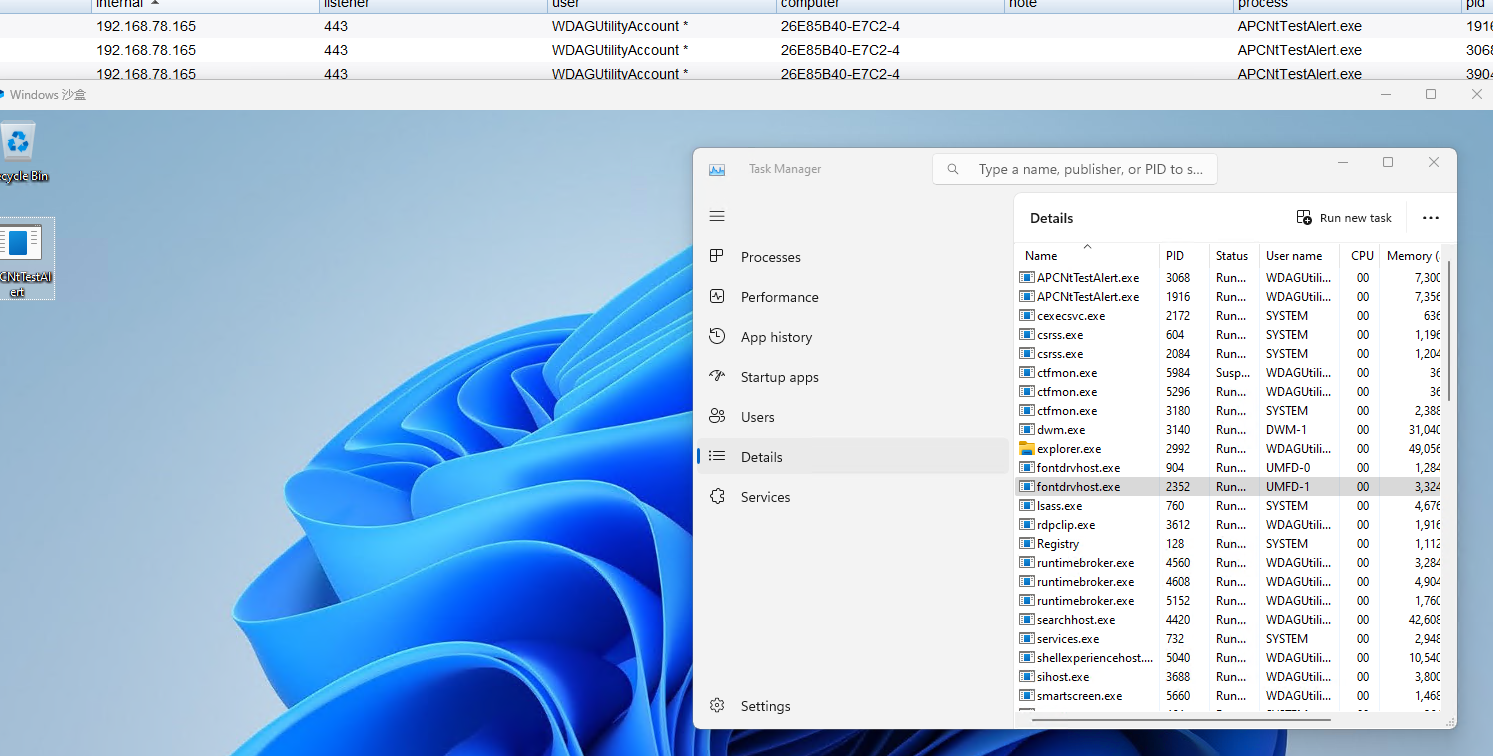 internal listener user computer note process pid
192.168.78.165 443 WDAGUtilityAccount * 26E85B40-E7C2-4 APCNtTestAlert.exe 1916
192.168.78.165 443 WDAGUtilityAccount * 26E85B40-E7C2-4 APCNtTestAlert.exe 3068
192.168.78.165 443 WDAGUtilityAccount * 26E85B40-E7C2-4 APCNtTestAlert.exe 3904
Windows 沙盒
ecycle Bin
CNtTestAl
ert
Task Manager
Type a name, publisher, or PID to s...
Processes
Performance
App history
Startup apps
Users
Details
Services
Settings
Details Run new task
Name PID Status User name CPU Memory (
APCNtTestAlert.exe 3068 Run... WDAGUtili... 00 7,300
APCNtTestAlert.exe 1916 Run... WDAGUtili... 00 7,356
cexecsvc.exe 2172 Run... SYSTEM 00 636
csrss.exe 604 Run... SYSTEM 00 1,196
csrss.exe 2084 Run... SYSTEM 00 1,204
ctfmon.exe 5984 Susp... WDAGUtili... 00 36
ctfmon.exe 5296 Run... WDAGUtili... 00 36
ctfmon.exe 3180 Run... SYSTEM 00 2,388
dwm.exe 3140 Run... DWM-1 00 31,040
explorer.exe 2992 Run... WDAGUtili... 00 49,056
fontdrvhost.exe 904 Run... UMFD-0 00 1,284
fontdrvhost.exe 2352 Run... UMFD-1 00 3,324
lsass.exe 760 Run... SYSTEM 00 4,676
rdpclip.exe 3612 Run... WDAGUtili... 00 1,916
Registry 128 Run... SYSTEM 00 1,112
runtimebroker.exe 4560 Run... WDAGUtili... 00 3,284
runtimebroker.exe 4608 Run... WDAGUtili... 00 4,904
runtimebroker.exe 5152 Run... WDAGUtili... 00 1,760
searchhost.exe 4420 Run... WDAGUtili... 00 42,608
services.exe 732 Run... SYSTEM 00 2,948
shellexperiencehost.... 5040 Run... WDAGUtili... 00 10,540
sihost.exe 3688 Run... WDAGUtili... 00 3,800
smartscreen.exe 5660 Run... WDAGUtili... 00 1,468